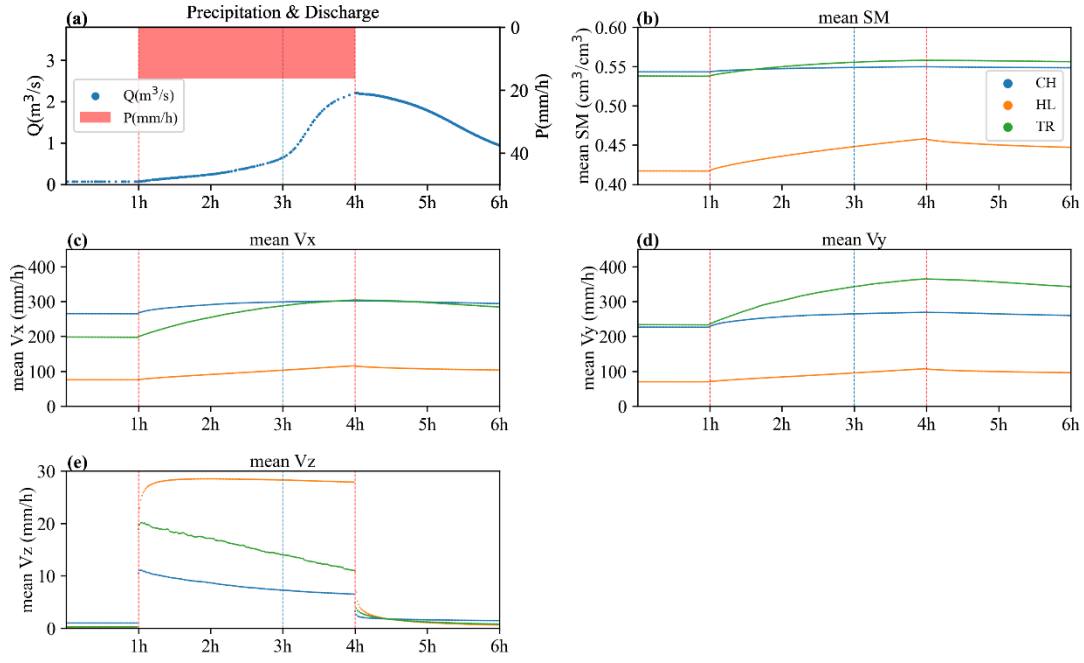 (a) Precipitation & Discharge
Q(m³/s)
3
2
1
0
Q(m³/s)
P(mm/h)
0
20
40
P(mm/h)
1h 2h 3h 4h 5h 6h
(b) mean SM
mean SM (cm³/cm³)
0.60
0.55
0.50
0.45
0.40
CH
HL
TR
1h 2h 3h 4h 5h 6h
(c) mean Vx
mean Vx (mm/h)
400
300
200
100
0
1h 2h 3h 4h 5h 6h
(d) mean Vy
mean Vy (mm/h)
400
300
200
100
0
1h 2h 3h 4h 5h 6h
(e) mean Vz
mean Vz (mm/h)
30
20
10
0
1h 2h 3h 4h 5h 6h